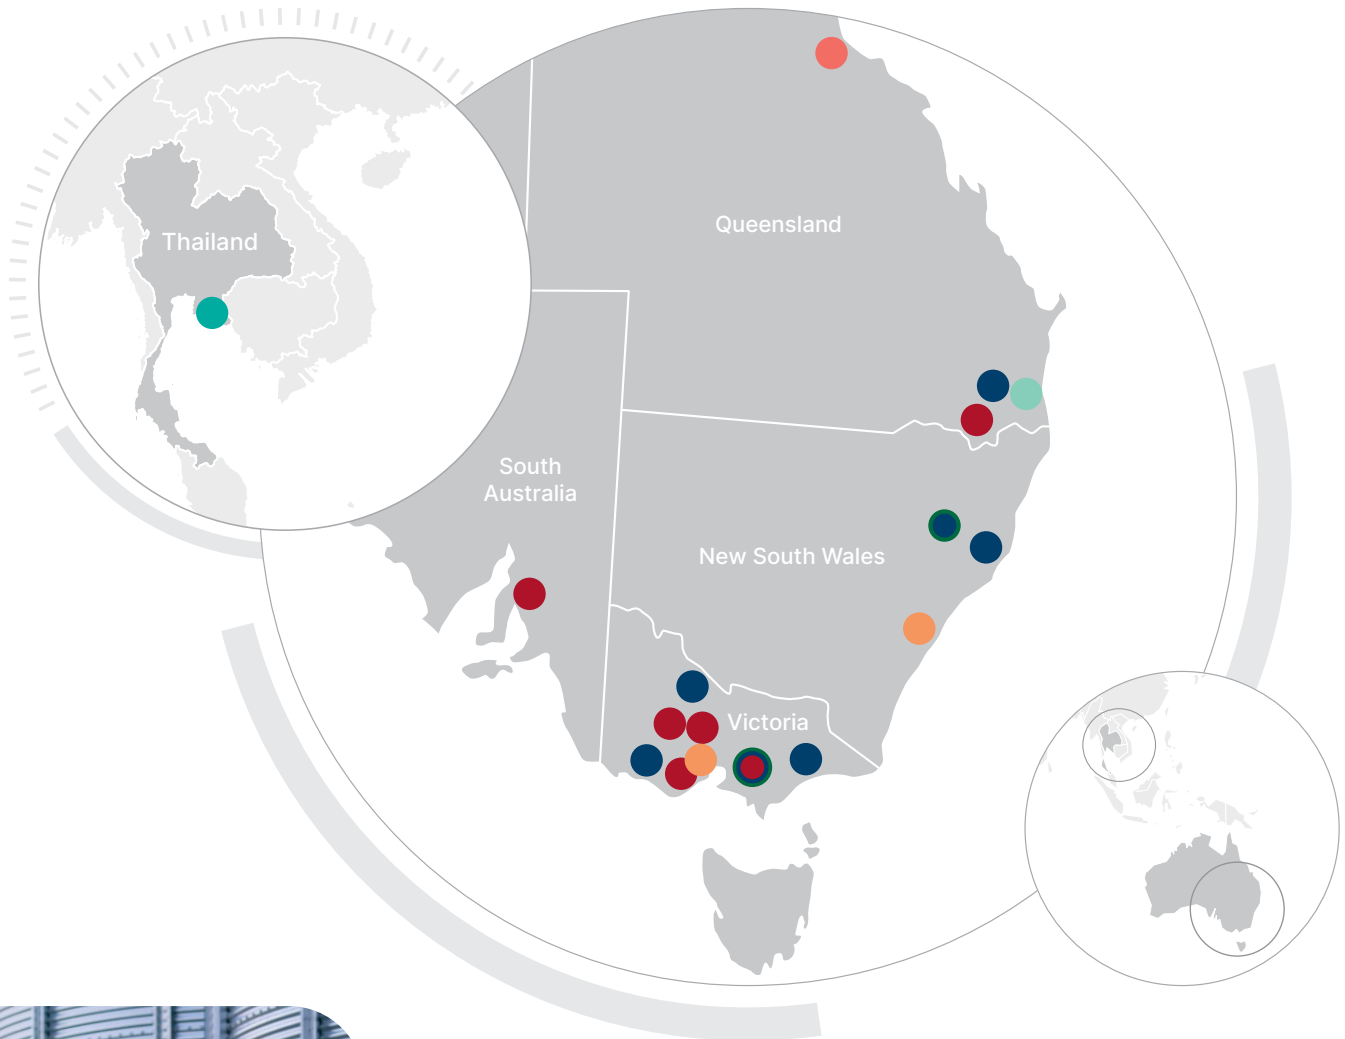 Queensland
Thailand
South
Australia
New South Wales
Victoria